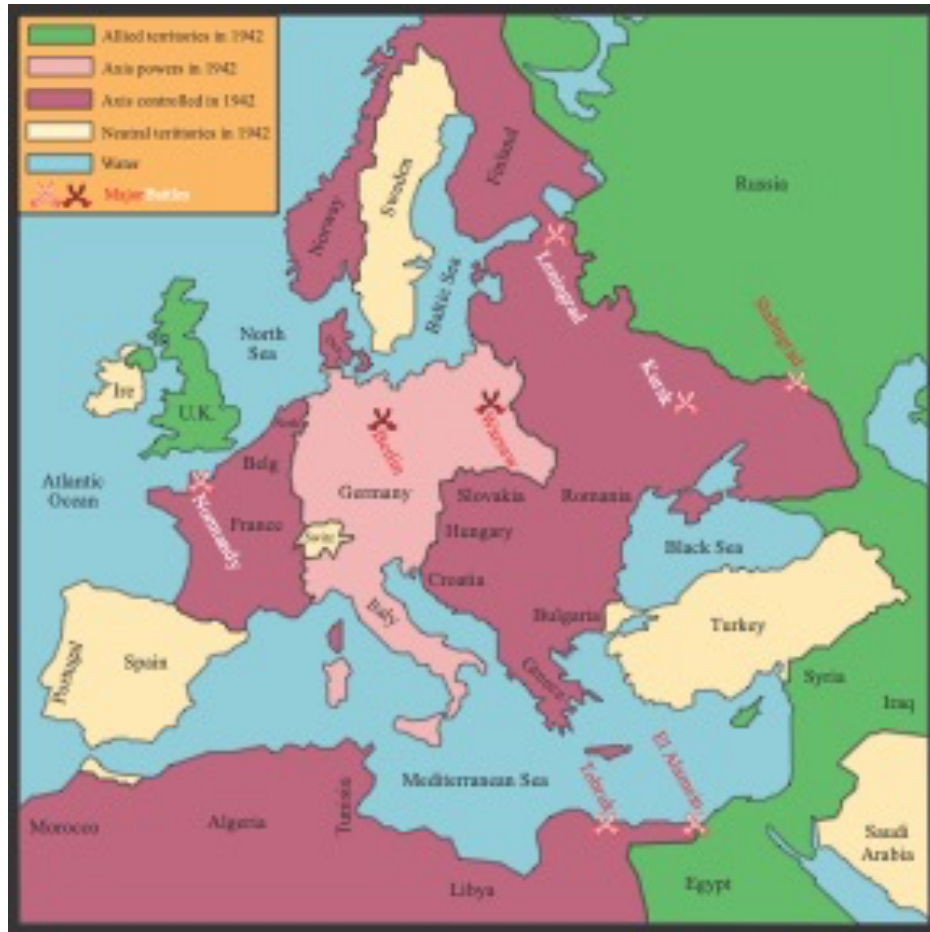 Allied territories in 1942
Axis powers in 1942
Axis controlled in 1942
Neutral territories in 1942
Water
Major Battles
Norway
Sweden
Finland
Russia
Baltic Sea
Leningrad
North
Sea
Stalingrad
Kursk
Ire
U.K.
Berlin
Warsaw
Belg
Atlantic
Ocean
Germany
Slovakia
Romania
Normandy
France
Switz
Hungary
Black Sea
Croatia
Italy
Bulgaria
Turkey
Portugal
Spain
Greece
Syria
Iraq
Mediterranean Sea
Tobruk
El Alamein
Morocco
Algeria
Tunisia
Saudi
Arabia
Libya
Egypt